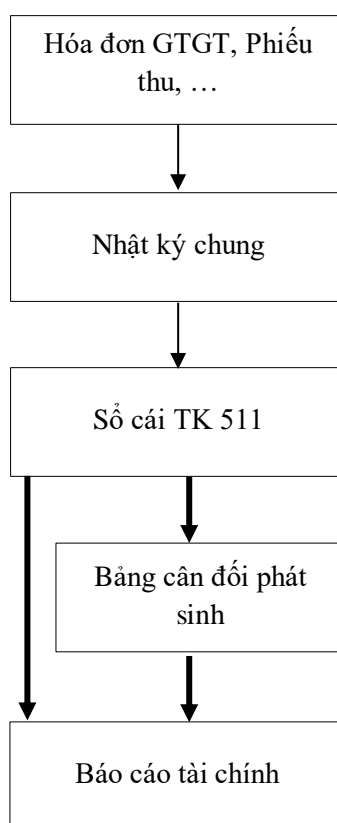 Hóa đơn GTGT, Phiếu
thu, …
Nhật ký chung
Sổ cái TK 511
Bảng cân đối phát
sinh
Báo cáo tài chính